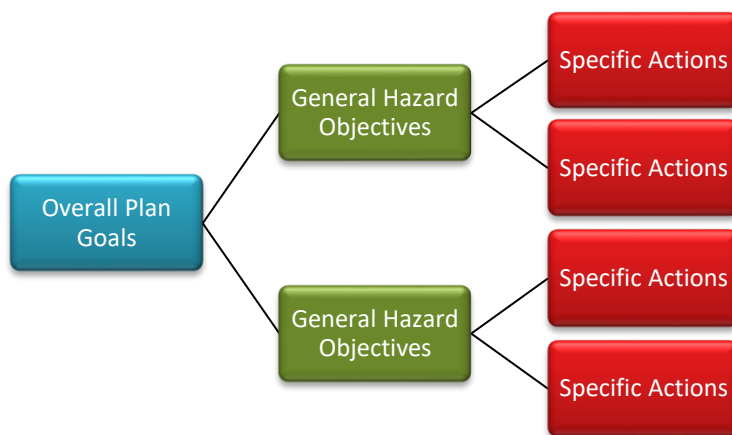 Overall Plan
Goals
General Hazard
Objectives
Specific Actions
Specific Actions
General Hazard
Objectives
Specific Actions
Specific Actions